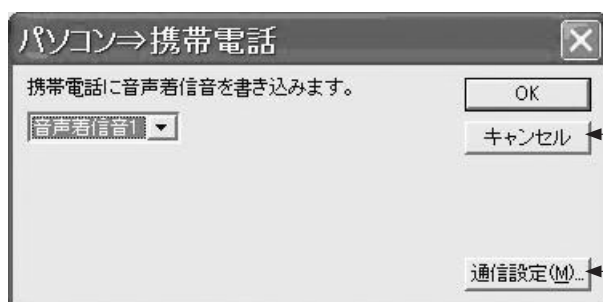 パソコン⇒携帯電話
携帯電話に音声着信音を書き込みます。
音声着信音1
OK
キャンセル
通信設定(M)...